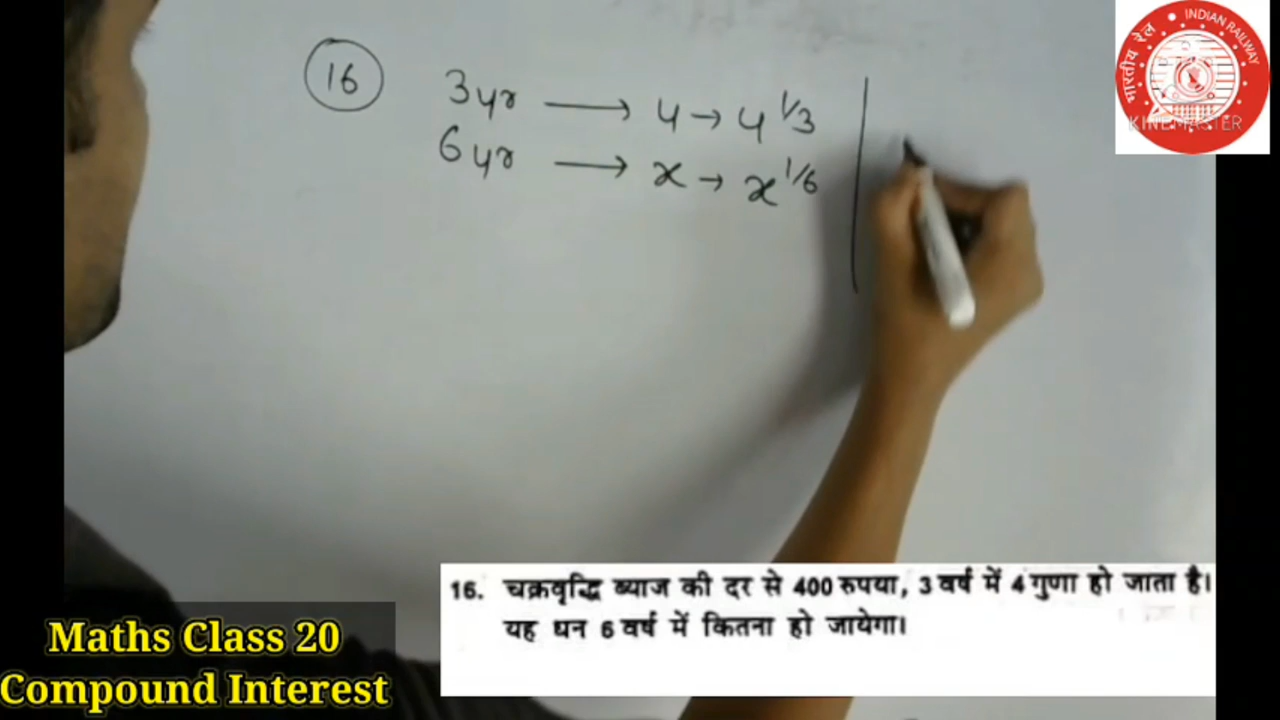 16
3yr → 4 → 4^1/3
6yr → x → x^1/6
INDIAN RAILWAY
भारतीय रेल
KINEMASTER
16. चक्रवृद्धि ब्याज की दर से 400 रुपया, 3 वर्ष में 4 गुणा हो जाता है।
यह धन 6 वर्ष में कितना हो जायेगा।
Maths Class 20
Compound Interest